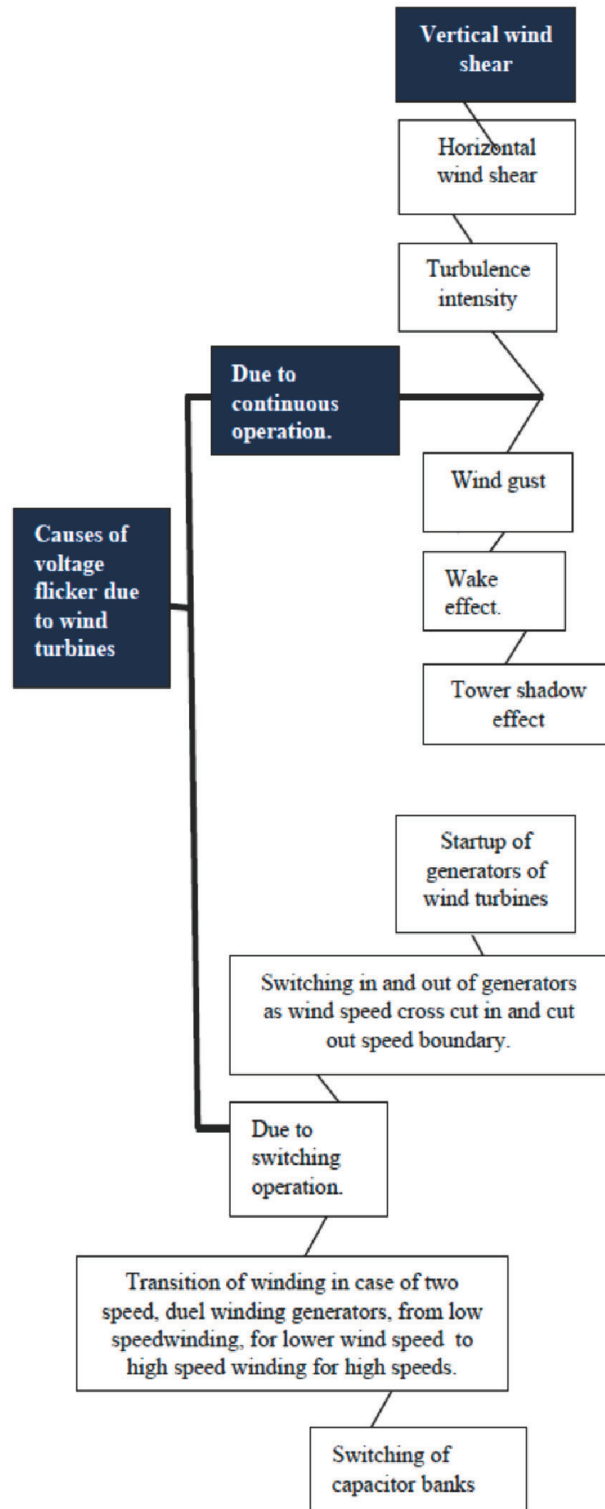 Vertical wind
shear
Horizontal
wind shear
Turbulence
intensity
Due to
continuous
operation.
Wind gust
Causes of
voltage
flicker due
to wind
turbines
Wake
effect.
Tower shadow
effect
Startup of
generators of
wind turbines
Switching in and out of generators
as wind speed cross cut in and cut
out speed boundary.
Due to
switching
operation.
Transition of winding in case of two
speed, duel winding generators, from low
speedwinding, for lower wind speed to
high speed winding for high speeds.
Switching of
capacitor banks